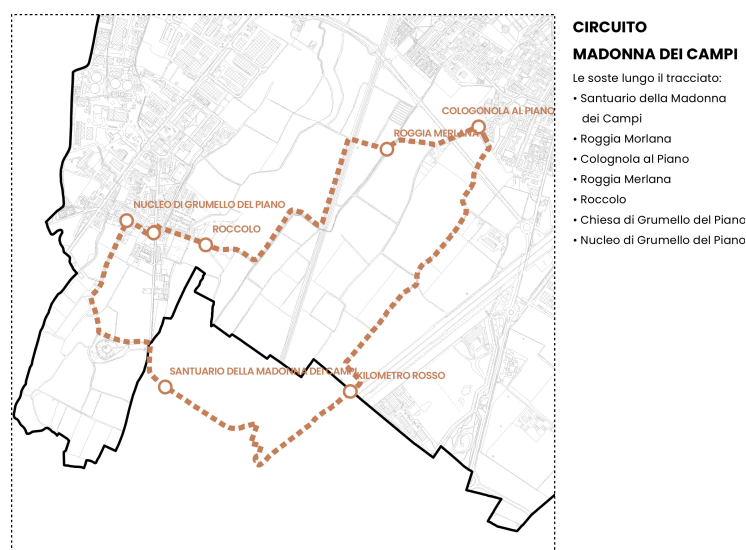 CIRCUITO
MADONNA DEI CAMPI
Le soste lungo il tracciato:
• Santuario della Madonna
dei Campi
• Roggia Morlana
• Colognola al Piano
• Roggia Merlana
• Roccolo
• Chiesa di Grumello del Piano
• Nucleo di Grumello del Piano
COLOGONOLA AL PIANO
ROGGIA MERLANA
NUCLEO DI GRUMELLO DEL PIANO
ROCCOLO
SANTUARIO DELLA MADONNA DEI CAMPI
KILOMETRO ROSSO